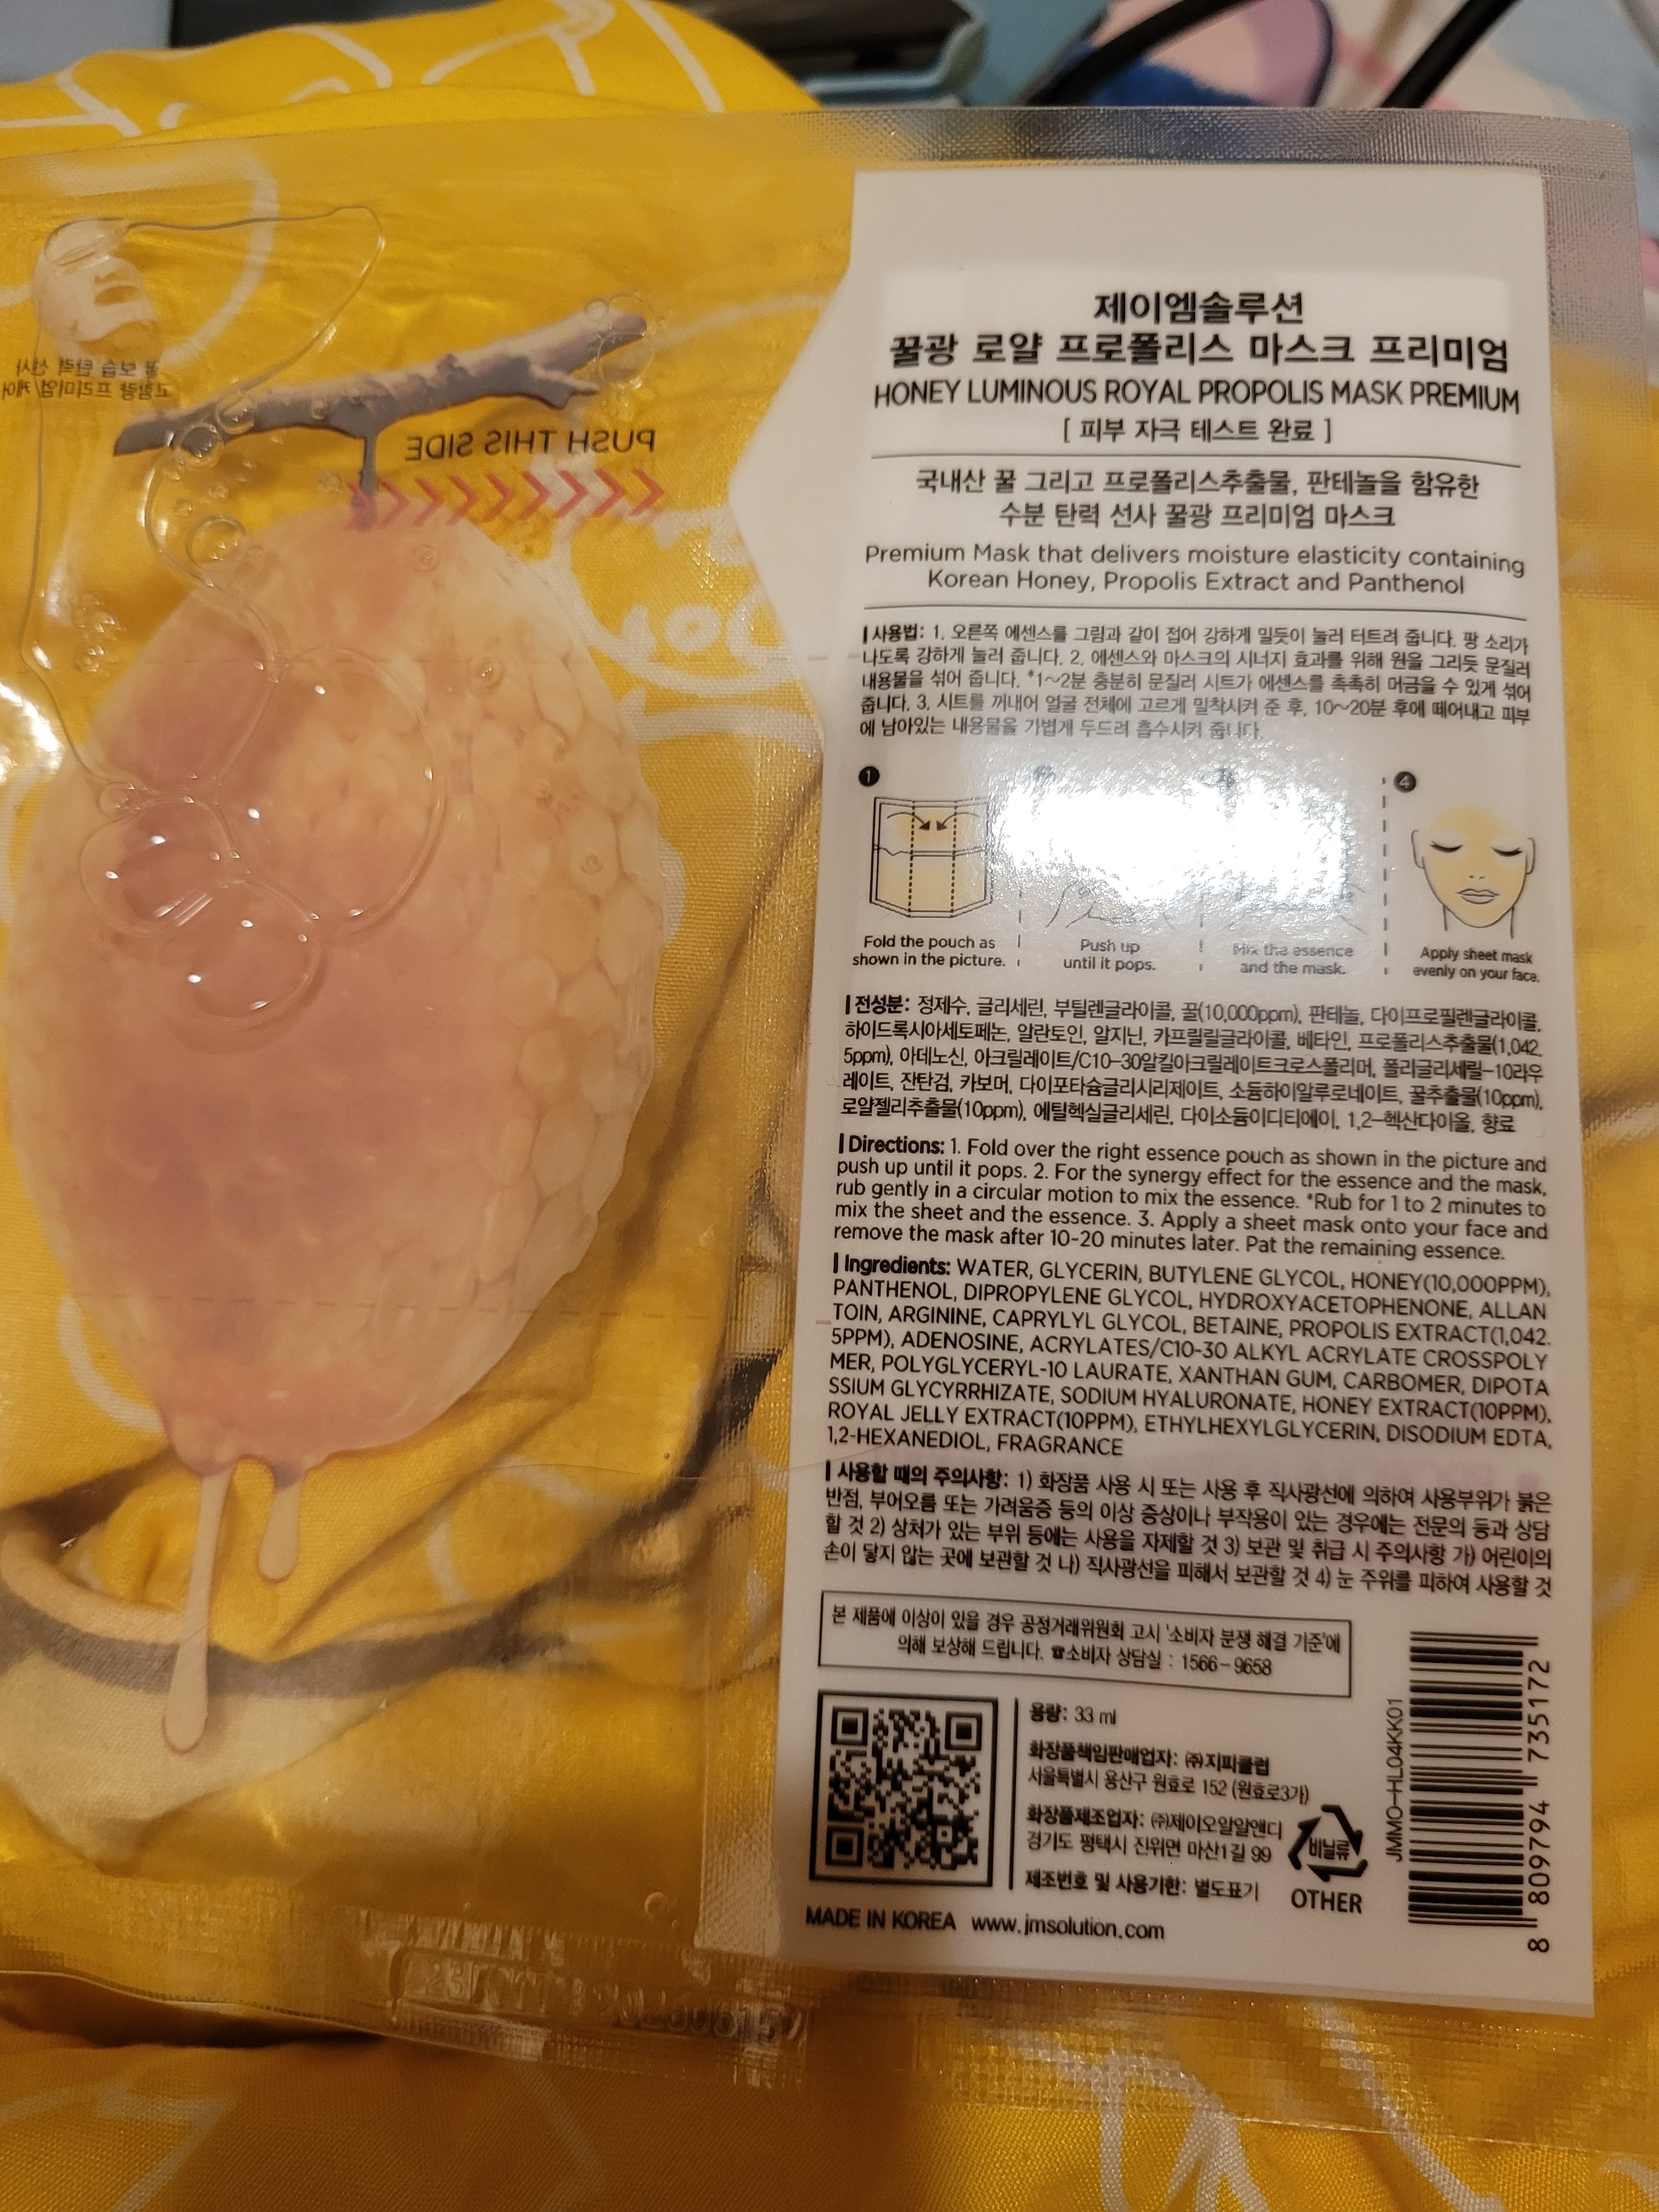 제이엠솔루션
꿀광 로얄 프로폴리스 마스크 프리미엄
HONEY LUMINOUS ROYAL PROPOLIS MASK PREMIUM
[ 피부 자극 테스트 완료 ]
국내산 꿀 그리고 프로폴리스추출물, 판테놀을 함유한
수분 탄력 선사 꿀광 프리미엄 마스크
Premium Mask that delivers moisture elasticity containing
Korean Honey, Propolis Extract and Panthenol
꿀 보습 탄력 선사
고점광 프리미엄 케어
PUSH THIS SIDE
| 사용법: 1. 오른쪽 에센스를 그림과 같이 접어 강하게 밀듯이 눌러 터트려 줍니다. 팡 소리가
나도록 강하게 눌러 줍니다. 2. 에센스와 마스크의 시너지 효과를 위해 원을 그리듯 문질러
내용물을 섞어 줍니다. *1~2분 충분히 문질러 시트가 에센스를 촉촉히 머금을 수 있게 섞어
줍니다. 3. 시트를 꺼내어 얼굴 전체에 고르게 밀착시켜 준 후, 10~20분 후에 떼어내고 피부
에 남아있는 내용물을 가볍게 두드려 흡수시켜 줍니다.
1
4
Fold the pouch as
shown in the picture.
Push up
until it pops.
Mix the essence
and the mask.
Apply sheet mask
evenly on your face.
| 전성분: 정제수, 글리세린, 부틸렌글라이콜, 꿀(10,000ppm), 판테놀, 다이프로필렌글라이콜,
하이드록시아세토페논, 알란토인, 알지닌, 카프릴릴글라이콜, 베타인, 프로폴리스추출물(1,042.
5ppm), 아데노신, 아크릴레이트/C10-30알킬아크릴레이트크로스폴리머, 폴리글리세릴-10라우
레이트, 잔탄검, 카보머, 다이포타슘글리시리제이트, 소듐하이알루로네이트, 꿀추출물(10ppm),
로얄젤리추출물(10ppm), 에틸헥실글리세린, 다이소듐이디티에이, 1,2-헥산다이올, 향료
| Directions: 1. Fold over the right essence pouch as shown in the picture and
push up until it pops. 2. For the synergy effect for the essence and the mask,
rub gently in a circular motion to mix the essence. *Rub for 1 to 2 minutes to
mix the sheet and the essence. 3. Apply a sheet mask onto your face and
remove the mask after 10-20 minutes later. Pat the remaining essence.
| Ingredients: WATER, GLYCERIN, BUTYLENE GLYCOL, HONEY(10,000PPM),
PANTHENOL, DIPROPYLENE GLYCOL, HYDROXYACETOPHENONE, ALLAN
TOIN, ARGININE, CAPRYLYL GLYCOL, BETAINE, PROPOLIS EXTRACT(1,042.
5PPM), ADENOSINE, ACRYLATES/C10-30 ALKYL ACRYLATE CROSSPOLY
MER, POLYGLYCERYL-10 LAURATE, XANTHAN GUM, CARBOMER, DIPOTA
SSIUM GLYCYRRHIZATE, SODIUM HYALURONATE, HONEY EXTRACT(10PPM),
ROYAL JELLY EXTRACT(10PPM), ETHYLHEXYLGLYCERIN, DISODIUM EDTA,
1,2-HEXANEDIOL, FRAGRANCE
| 사용할 때의 주의사항: 1) 화장품 사용 시 또는 사용 후 직사광선에 의하여 사용부위가 붉은
반점, 부어오름 또는 가려움증 등의 이상 증상이나 부작용이 있는 경우에는 전문의 등과 상담
할 것 2) 상처가 있는 부위 등에는 사용을 자제할 것 3) 보관 및 취급 시 주의사항 가) 어린이의
손이 닿지 않는 곳에 보관할 것 나) 직사광선을 피해서 보관할 것 4) 눈 주위를 피하여 사용할 것
본 제품에 이상이 있을 경우 공정거래위원회 고시 '소비자 분쟁 해결 기준'에
의해 보상해 드립니다. ☎소비자 상담실 : 1566-9658
용량: 33 ml
화장품책임판매업자: ㈜지피클럽
서울특별시 용산구 원효로 152 (원효로3가)
화장품제조업자: ㈜제이오알앤디
경기도 평택시 진위면 마산1길 99
제조번호 및 사용기한: 별도표기
비닐류
OTHER
JMMO-HL04KK01
8 809794 735172
MADE IN KOREA www.jmsolution.com